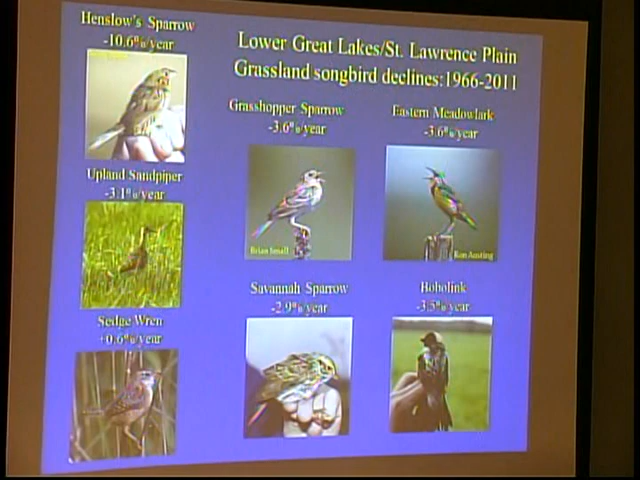 Henslow's Sparrow
-10.6%/year
Lower Great Lakes/St. Lawrence Plain
Grassland songbird declines:1966-2011
Grasshopper Sparrow
-3.6%/year
Eastern Meadowlark
-3.6%/year
Upland Sandpiper
-3.1%/year
Brian Small
Ron Austing
Savannah Sparrow
-2.9%/year
Bobolink
-3.5%/year
Sedge Wren
+0.6%/year